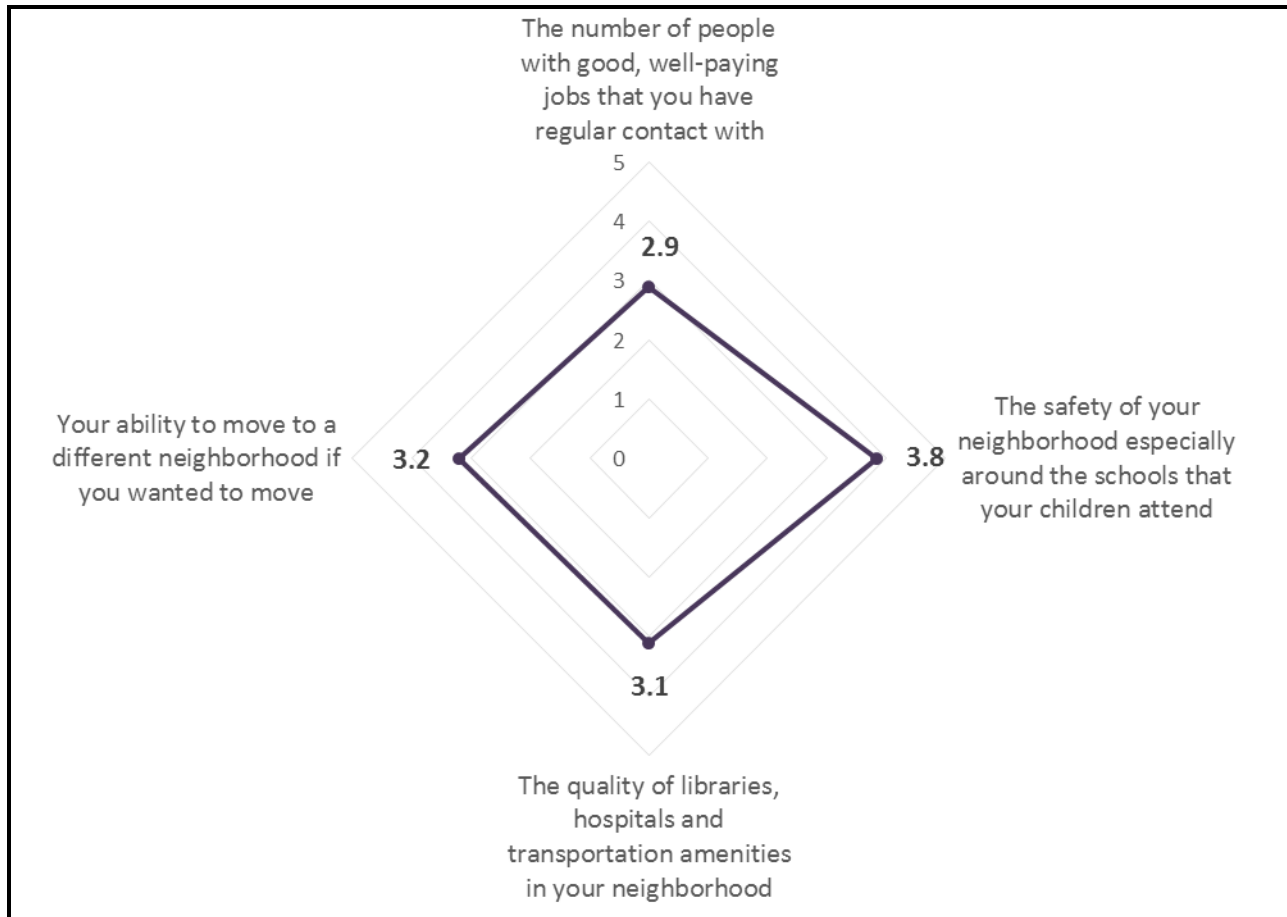 The number of people
with good, well-paying
jobs that you have
regular contact with
5
4
2.9
3
2
1
0
Your ability to move to a
different neighborhood if
you wanted to move
3.2
3.8
The safety of your
neighborhood especially
around the schools that
your children attend
3.1
The quality of libraries,
hospitals and
transportation amenities
in your neighborhood